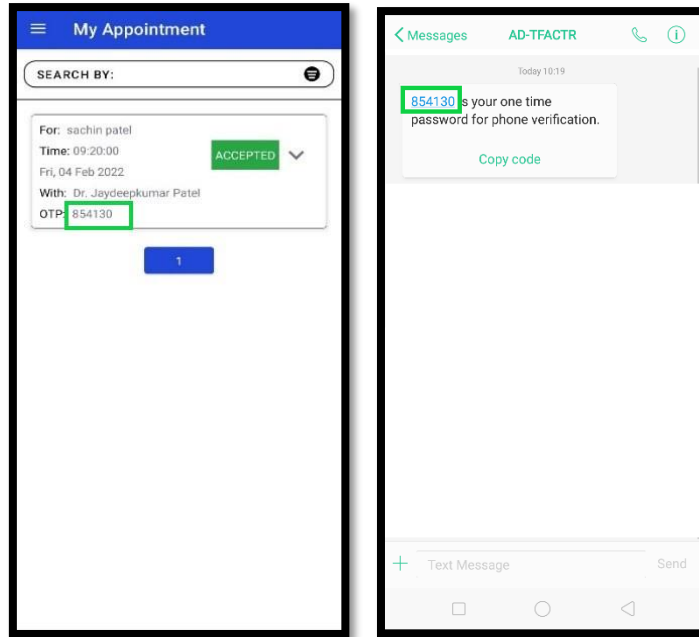 My Appointment
SEARCH BY:
For: sachin patel
Time: 09:20:00
ACCEPTED
Fri, 04 Feb 2022
With: Dr. Jaydeepkumar Patel
OTP: 854130
1
Messages
AD-TFACTR
Today 10:19
854130 is your one time
password for phone verification.
Copy code
Text Message
Send